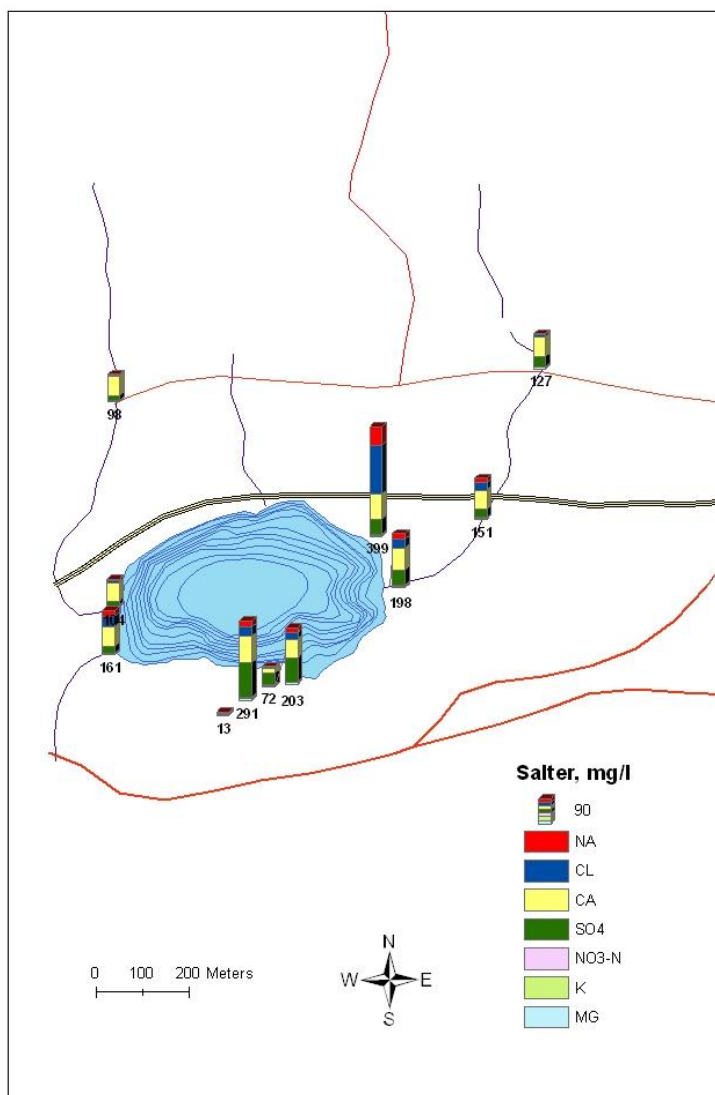 98
127
399
151
104
198
161
291
72
203
13
Salter, mg/l
90
NA
CL
CA
SO4
NO3-N
K
MG
0 100 200 Meters
N
W E
S